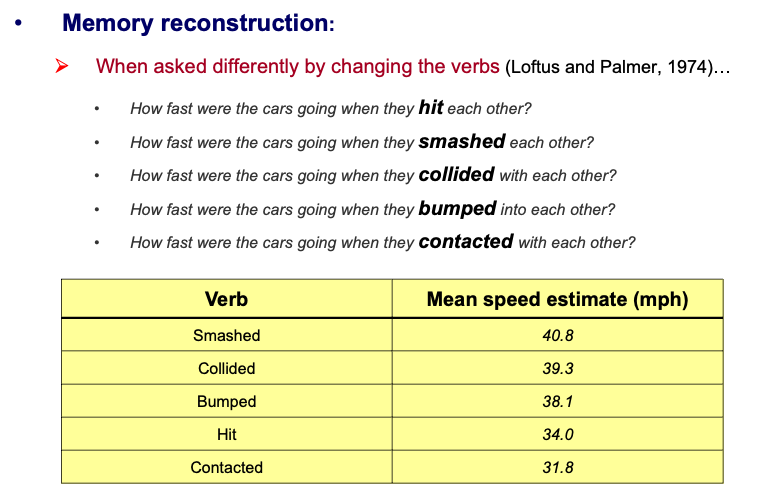 • Memory reconstruction:
➢ When asked differently by changing the verbs (Loftus and Palmer, 1974)…
• How fast were the cars going when they hit each other?
• How fast were the cars going when they smashed each other?
• How fast were the cars going when they collided with each other?
• How fast were the cars going when they bumped into each other?
• How fast were the cars going when they contacted with each other?
Verb Mean speed estimate (mph)
Smashed 40.8
Collided 39.3
Bumped 38.1
Hit 34.0
Contacted 31.8